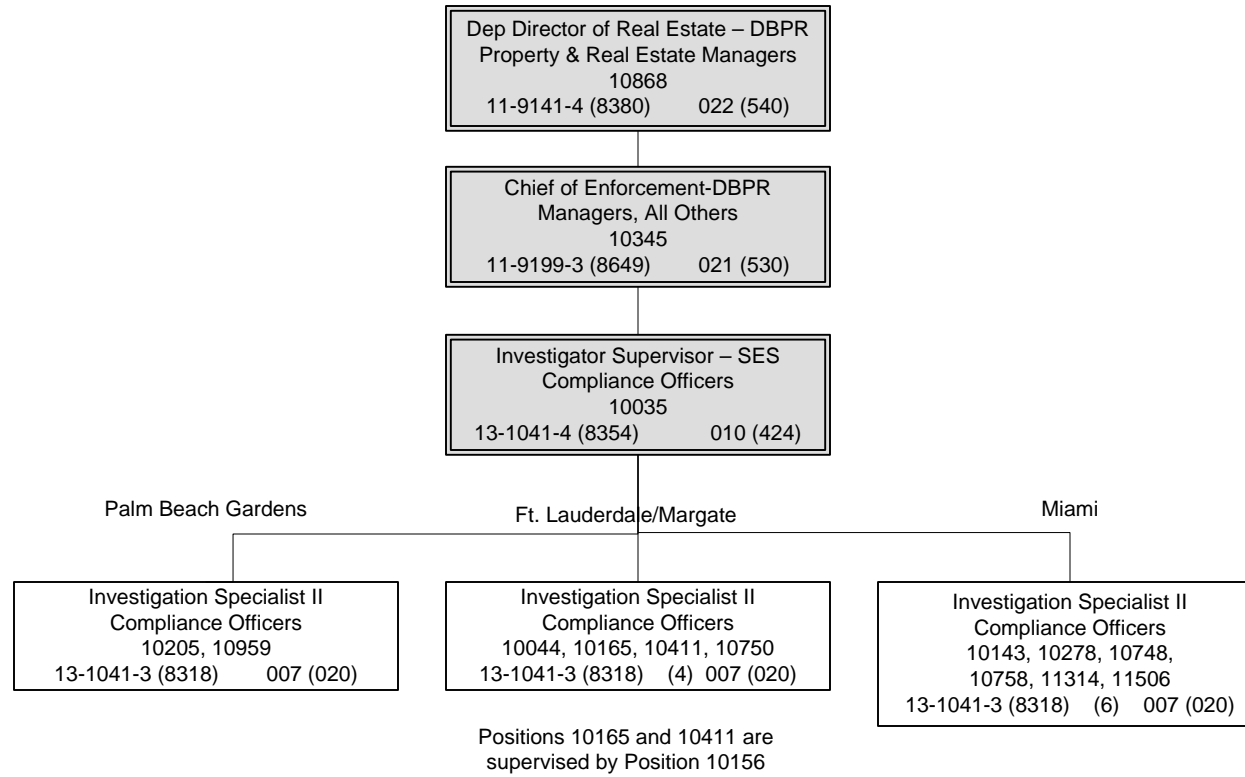 Dep Director of Real Estate – DBPR
Property & Real Estate Managers
10868
11-9141-4 (8380) 022 (540)
Chief of Enforcement-DBPR
Managers, All Others
10345
11-9199-3 (8649) 021 (530)
Investigator Supervisor – SES
Compliance Officers
10035
13-1041-4 (8354) 010 (424)
Palm Beach Gardens
Investigation Specialist II
Compliance Officers
10205, 10959
13-1041-3 (8318) 007 (020)
Ft. Lauderdale/Margate
Investigation Specialist II
Compliance Officers
10044, 10165, 10411, 10750
13-1041-3 (8318) (4) 007 (020)
Positions 10165 and 10411 are
supervised by Position 10156
Miami
Investigation Specialist II
Compliance Officers
10143, 10278, 10748,
10758, 11314, 11506
13-1041-3 (8318) (6) 007 (020)